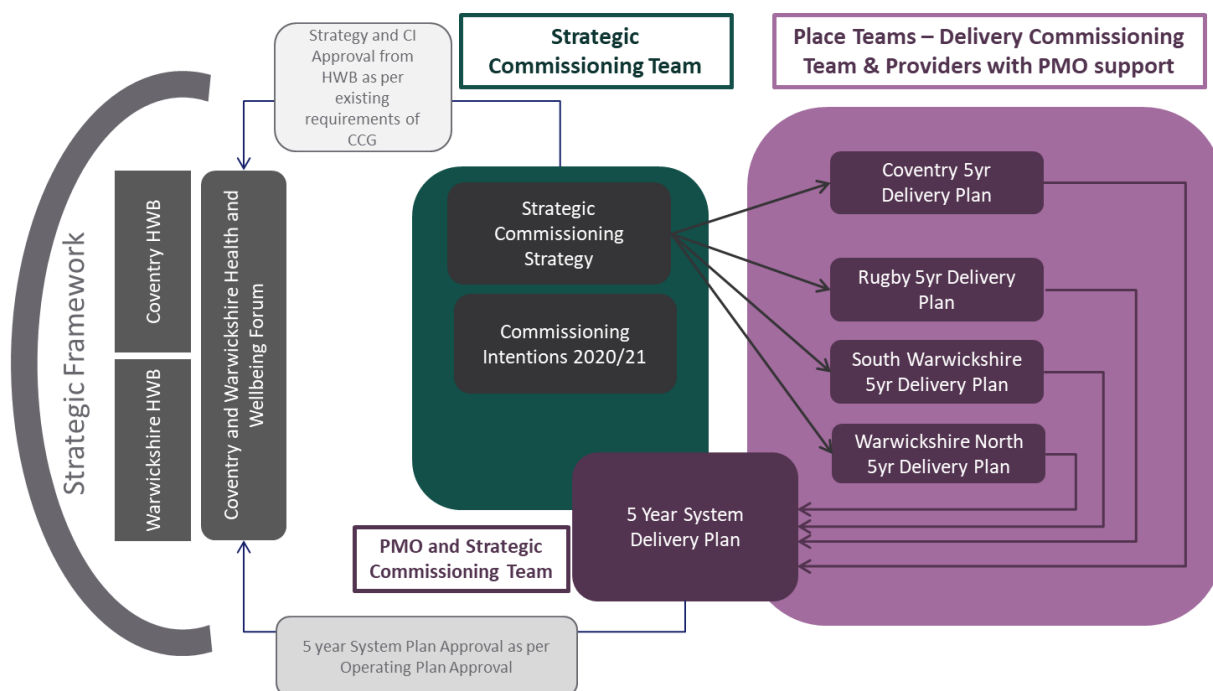 Strategy and CI
Approval from
HWB as per
existing
requirements of
CCG
Strategic
Commissioning Team
Place Teams – Delivery Commissioning
Team & Providers with PMO support
Strategic Framework
Coventry HWB
Warwickshire HWB
Coventry and Warwickshire Health and
Wellbeing Forum
Strategic
Commissioning
Strategy
Commissioning
Intentions 2020/21
Coventry 5yr
Delivery Plan
Rugby 5yr Delivery
Plan
South Warwickshire
5yr Delivery Plan
Warwickshire North
5yr Delivery Plan
5 Year System
Delivery Plan
PMO and Strategic
Commissioning Team
5 year System Plan Approval as per
Operating Plan Approval